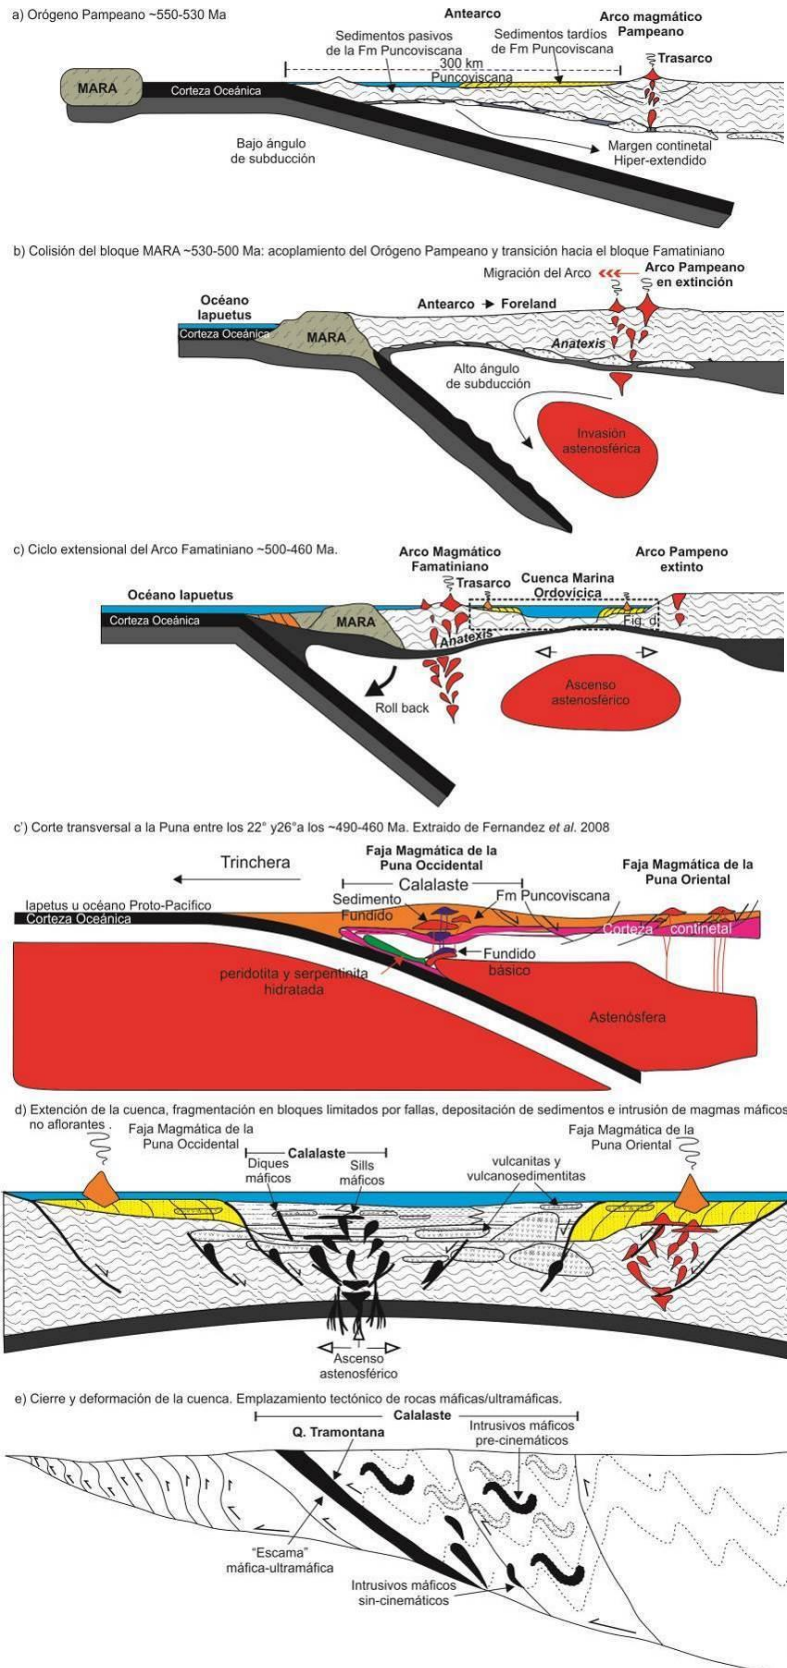 a) Orógeno Pampeano ~550-530 Ma
Antearco
Arco magmático
Pampeano
Sedimentos pasivos
de la Fm Puncoviscana
Sedimentos tardíos
de Fm Puncoviscana
Trasarco
300 km
Puncoviscana
MARA
Corteza Oceánica
Bajo ángulo
de subducción
Margen continetal
Hiper-extendido
b) Colisión del bloque MARA ~530-500 Ma: acoplamiento del Orógeno Pampeano y transición hacia el bloque Famatiniano
Migración del Arco
Arco Pampeano
en extinción
Océano
Iapuetus
Antearco
Foreland
Corteza Oceánica
MARA
Anatexis
Alto ángulo
de subducción
Invasión
astenosférica
c) Ciclo extensional del Arco Famatiniano ~500-460 Ma.
Arco Magmático
Famatiniano
Arco Pampeno
extinto
Trasarco
Cuenca Marina
Ordovicica
Océano Iapuetus
Corteza Oceánica
MARA
Fig. d
Anatexis
Roll back
Ascenso
astenosférico
c') Corte transversal a la Puna entre los 22° y26°a los ~490-460 Ma. Extraido de Fernandez et al. 2008
Trinchera
Faja Magmática de la
Puna Occidental
Faja Magmática de la
Puna Oriental
Calalaste
Sedimento
Fundido
Fm Puncoviscana
Iapetus u océano Proto-Pacífico
Corteza Oceánica
Corteza continetal
Fundido
básico
peridotita y serpentinita
hidratada
Astenósfera
d) Extención de la cuenca, fragmentación en bloques limitados por fallas, depositación de sedimentos e intrusión de magmas máficos
no aflorantes .
Faja Magmática de la
Puna Occidental
Faja Magmática de la
Puna Oriental
Calalaste
Diques
máficos
Sills
máficos
vulcanitas y
vulcanosedimentitas
Ascenso
astenosférico
e) Cierre y deformación de la cuenca. Emplazamiento tectónico de rocas máficas/ultramáficas.
Calalaste
Q. Tramontana
Intrusivos máficos
pre-cinemáticos
"Escama"
máfica-ultramáfica
Intrusivos máficos
sin-cinemáticos